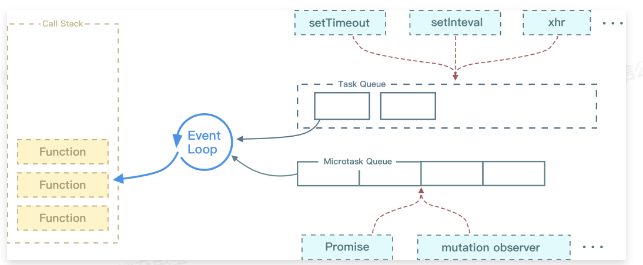 Call Stack
setTimeout
setInteval
xhr
...
Task Queue
Event
Loop
Function
Function
Function
Microtask Queue
Promise
mutation observer
...